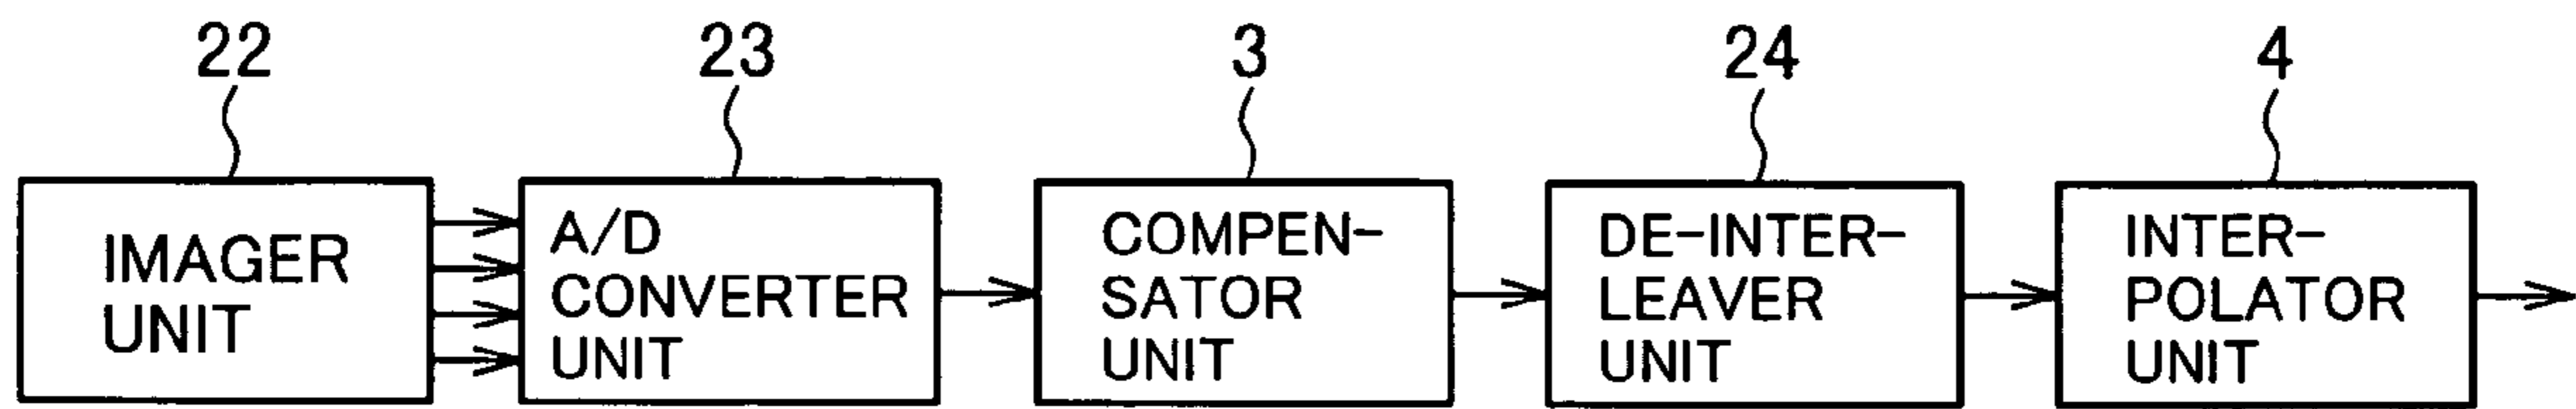 22
23
3
24
4
IMAGER
UNIT
A/D
CONVERTER
UNIT
COMPEN-
SATOR
UNIT
DE-INTER-
LEAVER
UNIT
INTER-
POLATOR
UNIT